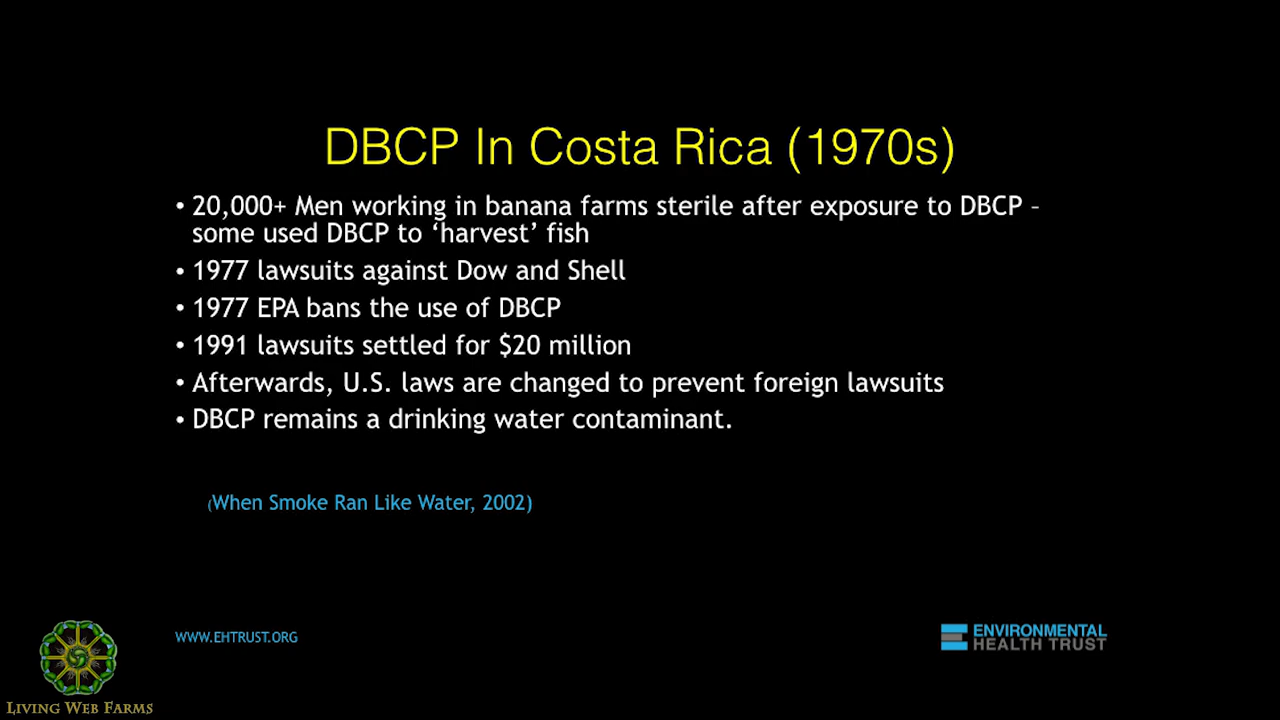 DBCP In Costa Rica (1970s)
• 20,000+ Men working in banana farms sterile after exposure to DBCP –
some used DBCP to ‘harvest’ fish
• 1977 lawsuits against Dow and Shell
• 1977 EPA bans the use of DBCP
• 1991 lawsuits settled for $20 million
• Afterwards, U.S. laws are changed to prevent foreign lawsuits
• DBCP remains a drinking water contaminant.
(When Smoke Ran Like Water, 2002)
WWW.EHTRUST.ORG
ENVIRONMENTAL
HEALTH TRUST
LIVING WEB FARMS